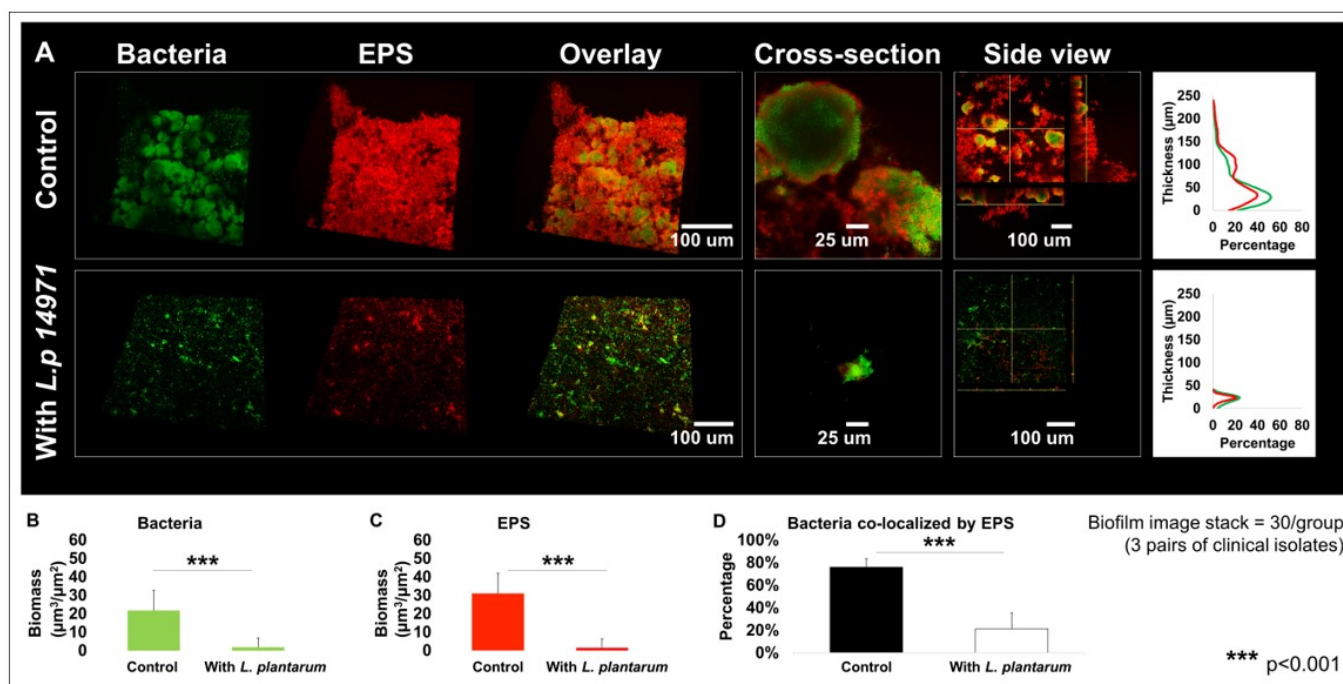 A
Bacteria
EPS
Overlay
Cross-section
Side view
Control
100 um
25 um
100 um
Thickness (µm)
250
200
150
100
50
0
0 20 40 60 80
Percentage
With L.p 14971
100 um
25 um
100 um
Thickness (µm)
250
200
150
100
50
0
0 20 40 60 80
Percentage
B
Bacteria
Biomass
(µm³/µm²)
60
50
40
30
20
10
0
***
Control
With L. plantarum
C
EPS
Biomass
(µm³/µm²)
60
50
40
30
20
10
0
***
Control
With L. plantarum
D
Bacteria co-localized by EPS
Percentage
100%
80%
60%
40%
20%
0%
***
Control
With L. plantarum
Biofilm image stack = 30/group
(3 pairs of clinical isolates)
*** p<0.001